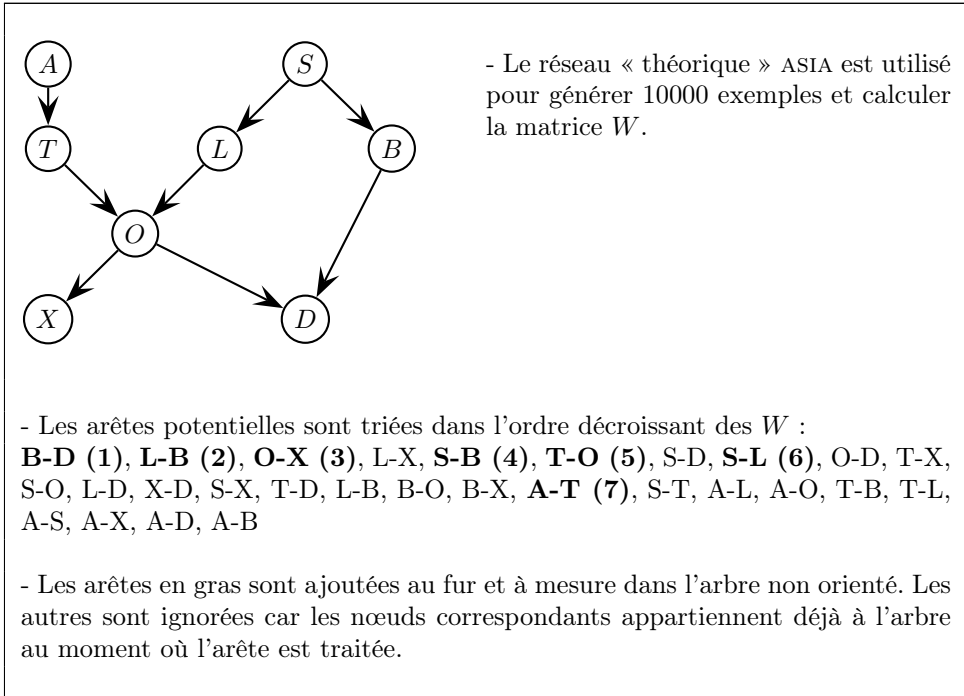 A
S
T
L
B
O
X
D
- Le réseau « théorique » ASIA est utilisé
pour générer 10000 exemples et calculer
la matrice W.
- Les arêtes potentielles sont triées dans l'ordre décroissant des W :
B-D (1), L-B (2), O-X (3), L-X, S-B (4), T-O (5), S-D, S-L (6), O-D, T-X,
S-O, L-D, X-D, S-X, T-D, L-B, B-O, B-X, A-T (7), S-T, A-L, A-O, T-B, T-L,
A-S, A-X, A-D, A-B
- Les arêtes en gras sont ajoutées au fur et à mesure dans l'arbre non orienté. Les
autres sont ignorées car les nœuds correspondants appartiennent déjà à l'arbre
au moment où l'arête est traitée.